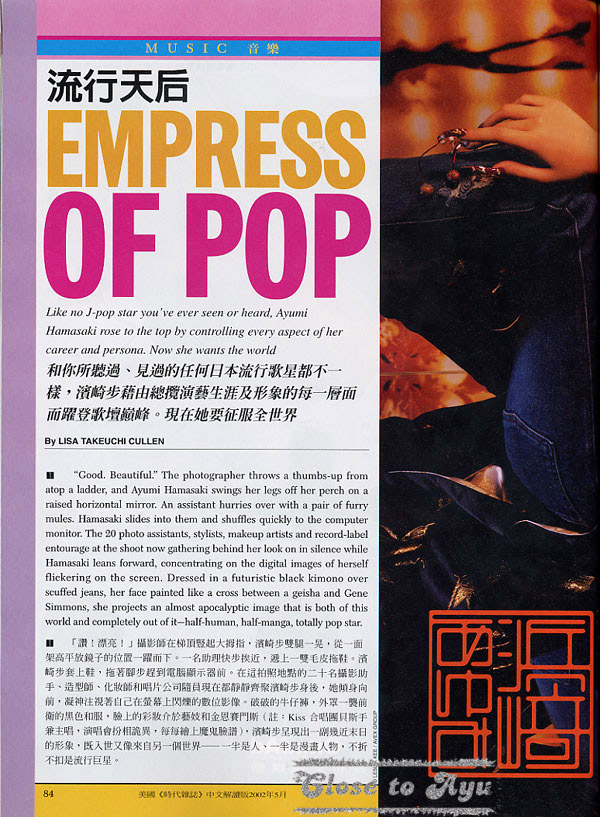 MUSIC 音樂
流行天后
EMPRESS
OF POP
Like no J-pop star you've ever seen or heard, Ayumi
Hamasaki rose to the top by controlling every aspect of her
career and persona. Now she wants the world
和你所聽過、見過的任何日本流行歌星都不一
樣，濱崎步藉由總攬演藝生涯及形象的每一層面
而躍登歌壇巔峰。現在她要征服全世界
By LISA TAKEUCHI CULLEN
"Good. Beautiful." The photographer throws a thumbs-up from
atop a ladder, and Ayumi Hamasaki swings her legs off her perch on a
raised horizontal mirror. An assistant hurries over with a pair of furry
mules. Hamasaki slides into them and shuffles quickly to the computer
monitor. The 20 photo assistants, stylists, makeup artists and record-label
entourage at the shoot now gathering behind her look on in silence while
Hamasaki leans forward, concentrating on the digital images of herself
flickering on the screen. Dressed in a futuristic black kimono over
scuffed jeans, her face painted like a cross between a geisha and Gene
Simmons, she projects an almost apocalyptic image that is both of this
world and completely out of it—half-human, half-manga, totally pop star.
「讚！漂亮！」攝影師在梯頂豎起大拇指，濱崎步雙腿一晃，從一面
架高平放鏡子的位置一躍而下。一名助理快步挨近，遞上一雙毛皮拖鞋。濱
崎步套上鞋，拖著腳步趕到電腦顯示器前。在這拍照地點的二十名攝影助
手、造型師、化妝師和唱片公司隨員現在都靜靜齊聚濱崎步身後，她傾身向
前，凝神注視著自己在螢幕上閃爍的數位影像。破破的牛仔褲，外罩一襲前
衛的黑色和服，臉上的彩妝介於藝妓和金恩賽門斯（註：Kiss 合唱團貝斯手
兼主唱，演唱會扮相詭異，每每繪上魔鬼臉譜），濱崎步呈現出一副幾近末日
的形象，既入世又像來自另一個世界——一半是人、一半是漫畫人物，不折
不扣是流行巨星。
84
美國《時代雜誌》中文解讀版2002年5月
Close to Ayu